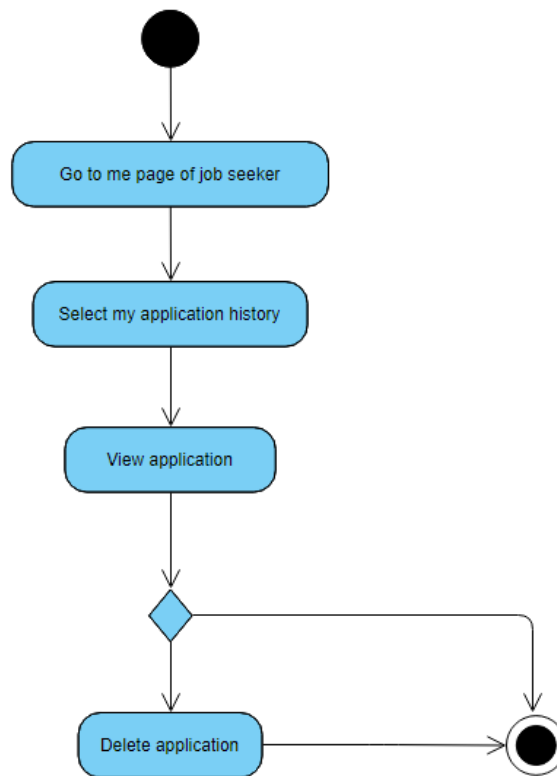 Go to me page of job seeker
Select my application history
View application
Delete application